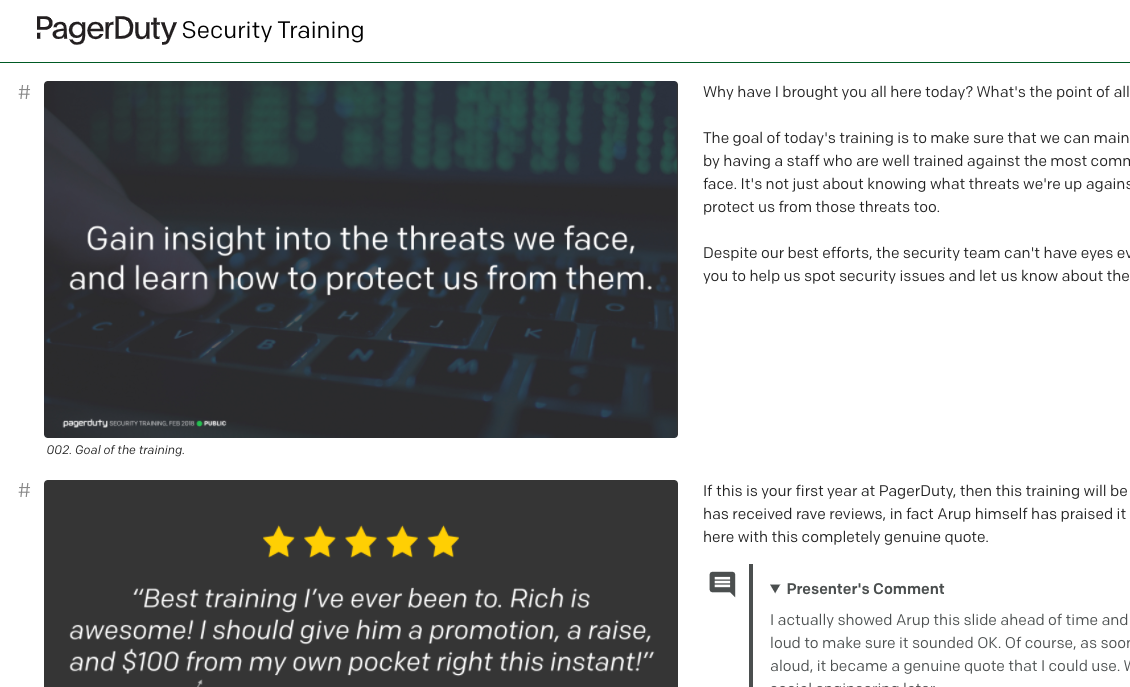 PagerDuty Security Training
#
Gain insight into the threats we face,
and learn how to protect us from them.
C V B G H J K L N M
pagerduty SECURITY TRAINING, FEB 2018 PUBLIC
002. Goal of the training.
Why have I brought you all here today? What's the point of all
The goal of today's training is to make sure that we can main
by having a staff who are well trained against the most comm
face. It's not just about knowing what threats we're up agains
protect us from those threats too.
Despite our best efforts, the security team can't have eyes ev
you to help us spot security issues and let us know about the
#
“Best training I’ve ever been to. Rich is
awesome! I should give him a promotion, a raise,
and $100 from my own pocket right this instant!”
If this is your first year at PagerDuty, then this training will be
has received rave reviews, in fact Arup himself has praised it
here with this completely genuine quote.
▼ Presenter's Comment
I actually showed Arup this slide ahead of time and
loud to make sure it sounded OK. Of course, as soon
aloud, it became a genuine quote that I could use. W
social engineering later